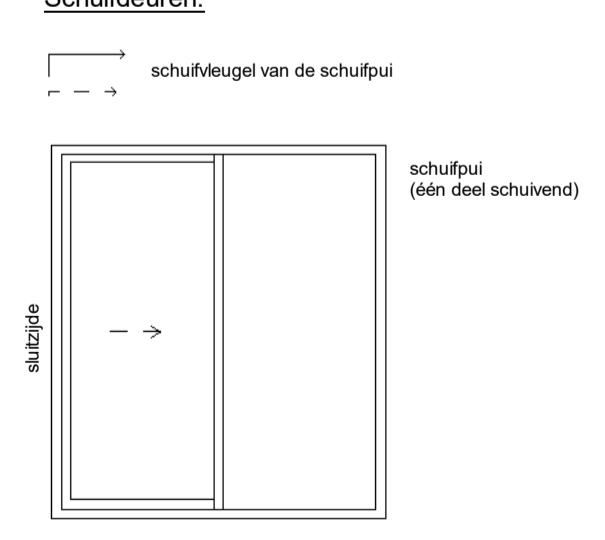 Schuifdeuren:
schuifvleugel van de schuifpui
schuifpui
(één deel schuivend)
sluitzijde